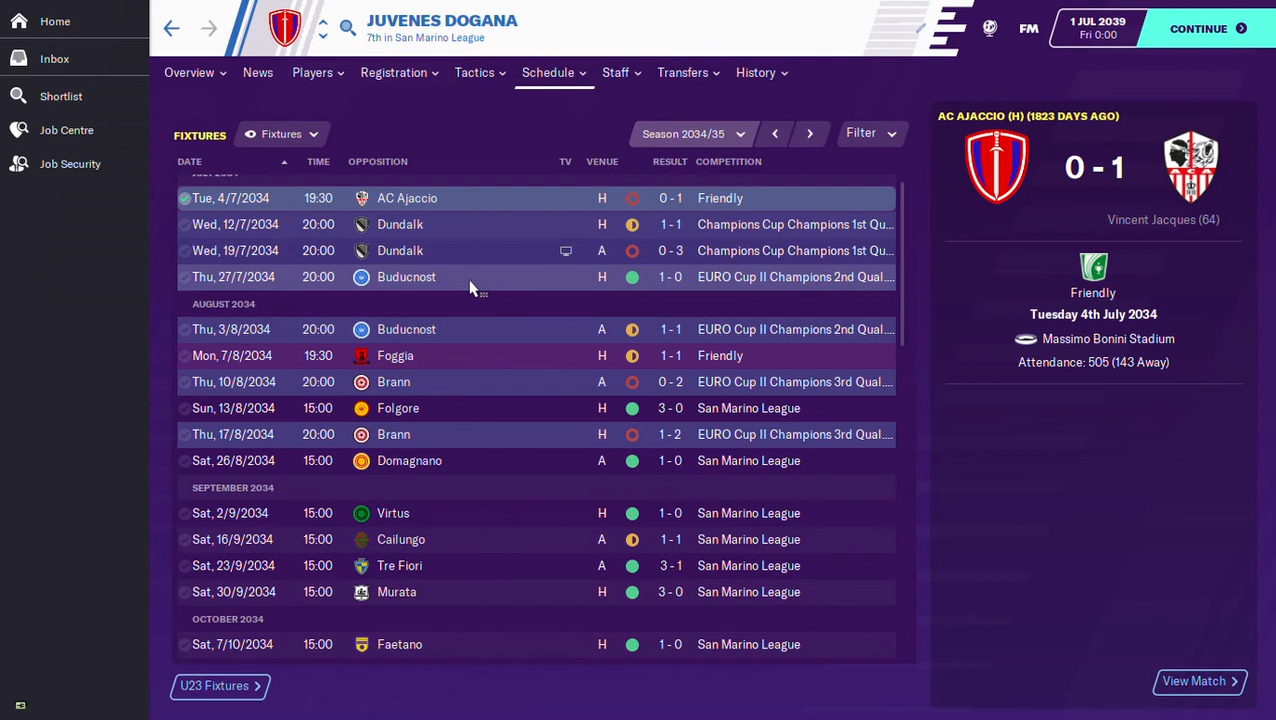 Home
Inbox
Shortlist
Job Centre
Job Security
JUVENES DOGANA
7th in San Marino League
FM
1 JUL 2039
Fri 0:00
CONTINUE
Overview News Players Registration Tactics Schedule Staff Transfers History
FIXTURES Fixtures Season 2034/35 Filter
DATE TIME OPPOSITION TV VENUE RESULT COMPETITION
Tue, 4/7/2034 19:30 AC Ajaccio H 0 - 1 Friendly
Wed, 12/7/2034 20:00 Dundalk H 1 - 1 Champions Cup Champions 1st Qu...
Wed, 19/7/2034 20:00 Dundalk A 0 - 3 Champions Cup Champions 1st Qu...
Thu, 27/7/2034 20:00 Buducnost H 1 - 0 EURO Cup II Champions 2nd Qual....
AUGUST 2034
Thu, 3/8/2034 20:00 Buducnost A 1 - 1 EURO Cup II Champions 2nd Qual....
Mon, 7/8/2034 19:30 Foggia H 1 - 1 Friendly
Thu, 10/8/2034 20:00 Brann A 0 - 2 EURO Cup II Champions 3rd Qual....
Sun, 13/8/2034 15:00 Folgore H 3 - 0 San Marino League
Thu, 17/8/2034 20:00 Brann H 1 - 2 EURO Cup II Champions 3rd Qual....
Sat, 26/8/2034 15:00 Domagnano A 1 - 0 San Marino League
SEPTEMBER 2034
Sat, 2/9/2034 15:00 Virtus H 1 - 0 San Marino League
Sat, 16/9/2034 15:00 Cailungo A 1 - 1 San Marino League
Sat, 23/9/2034 15:00 Tre Fiori A 3 - 1 San Marino League
Sat, 30/9/2034 15:00 Murata H 3 - 0 San Marino League
OCTOBER 2034
Sat, 7/10/2034 15:00 Faetano H 1 - 0 San Marino League
U23 Fixtures
AC AJACCIO (H) (1823 DAYS AGO)
0 - 1
Vincent Jacques (64)
Friendly
Tuesday 4th July 2034
Massimo Bonini Stadium
Attendance: 505 (143 Away)
View Match